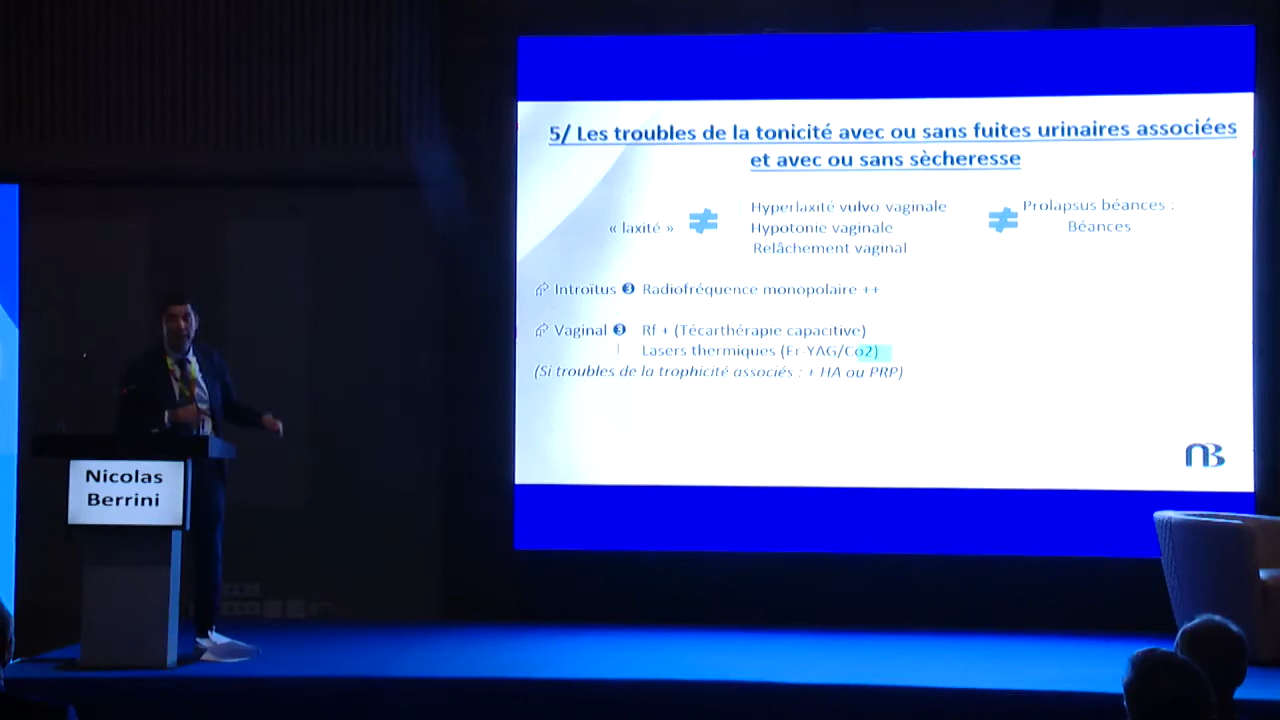 5/ Les troubles de la tonicité avec ou sans fuites urinaires associées
et avec ou sans sècheresse
« laxité » ≠ Hyperlaxité vulvo vaginale
Hypotonie vaginale
Relâchement vaginal
≠ Prolapsus béances :
Béances
Introïtus ❸ Radiofréquence monopolaire ++
Vaginal ❸ Rf + (Técarthérapie capacitive)
Lasers thermiques (Er-YAG/Co2)
(Si troubles de la trophicité associés : + HA ou PRP)
NB
Nicolas
Berrini